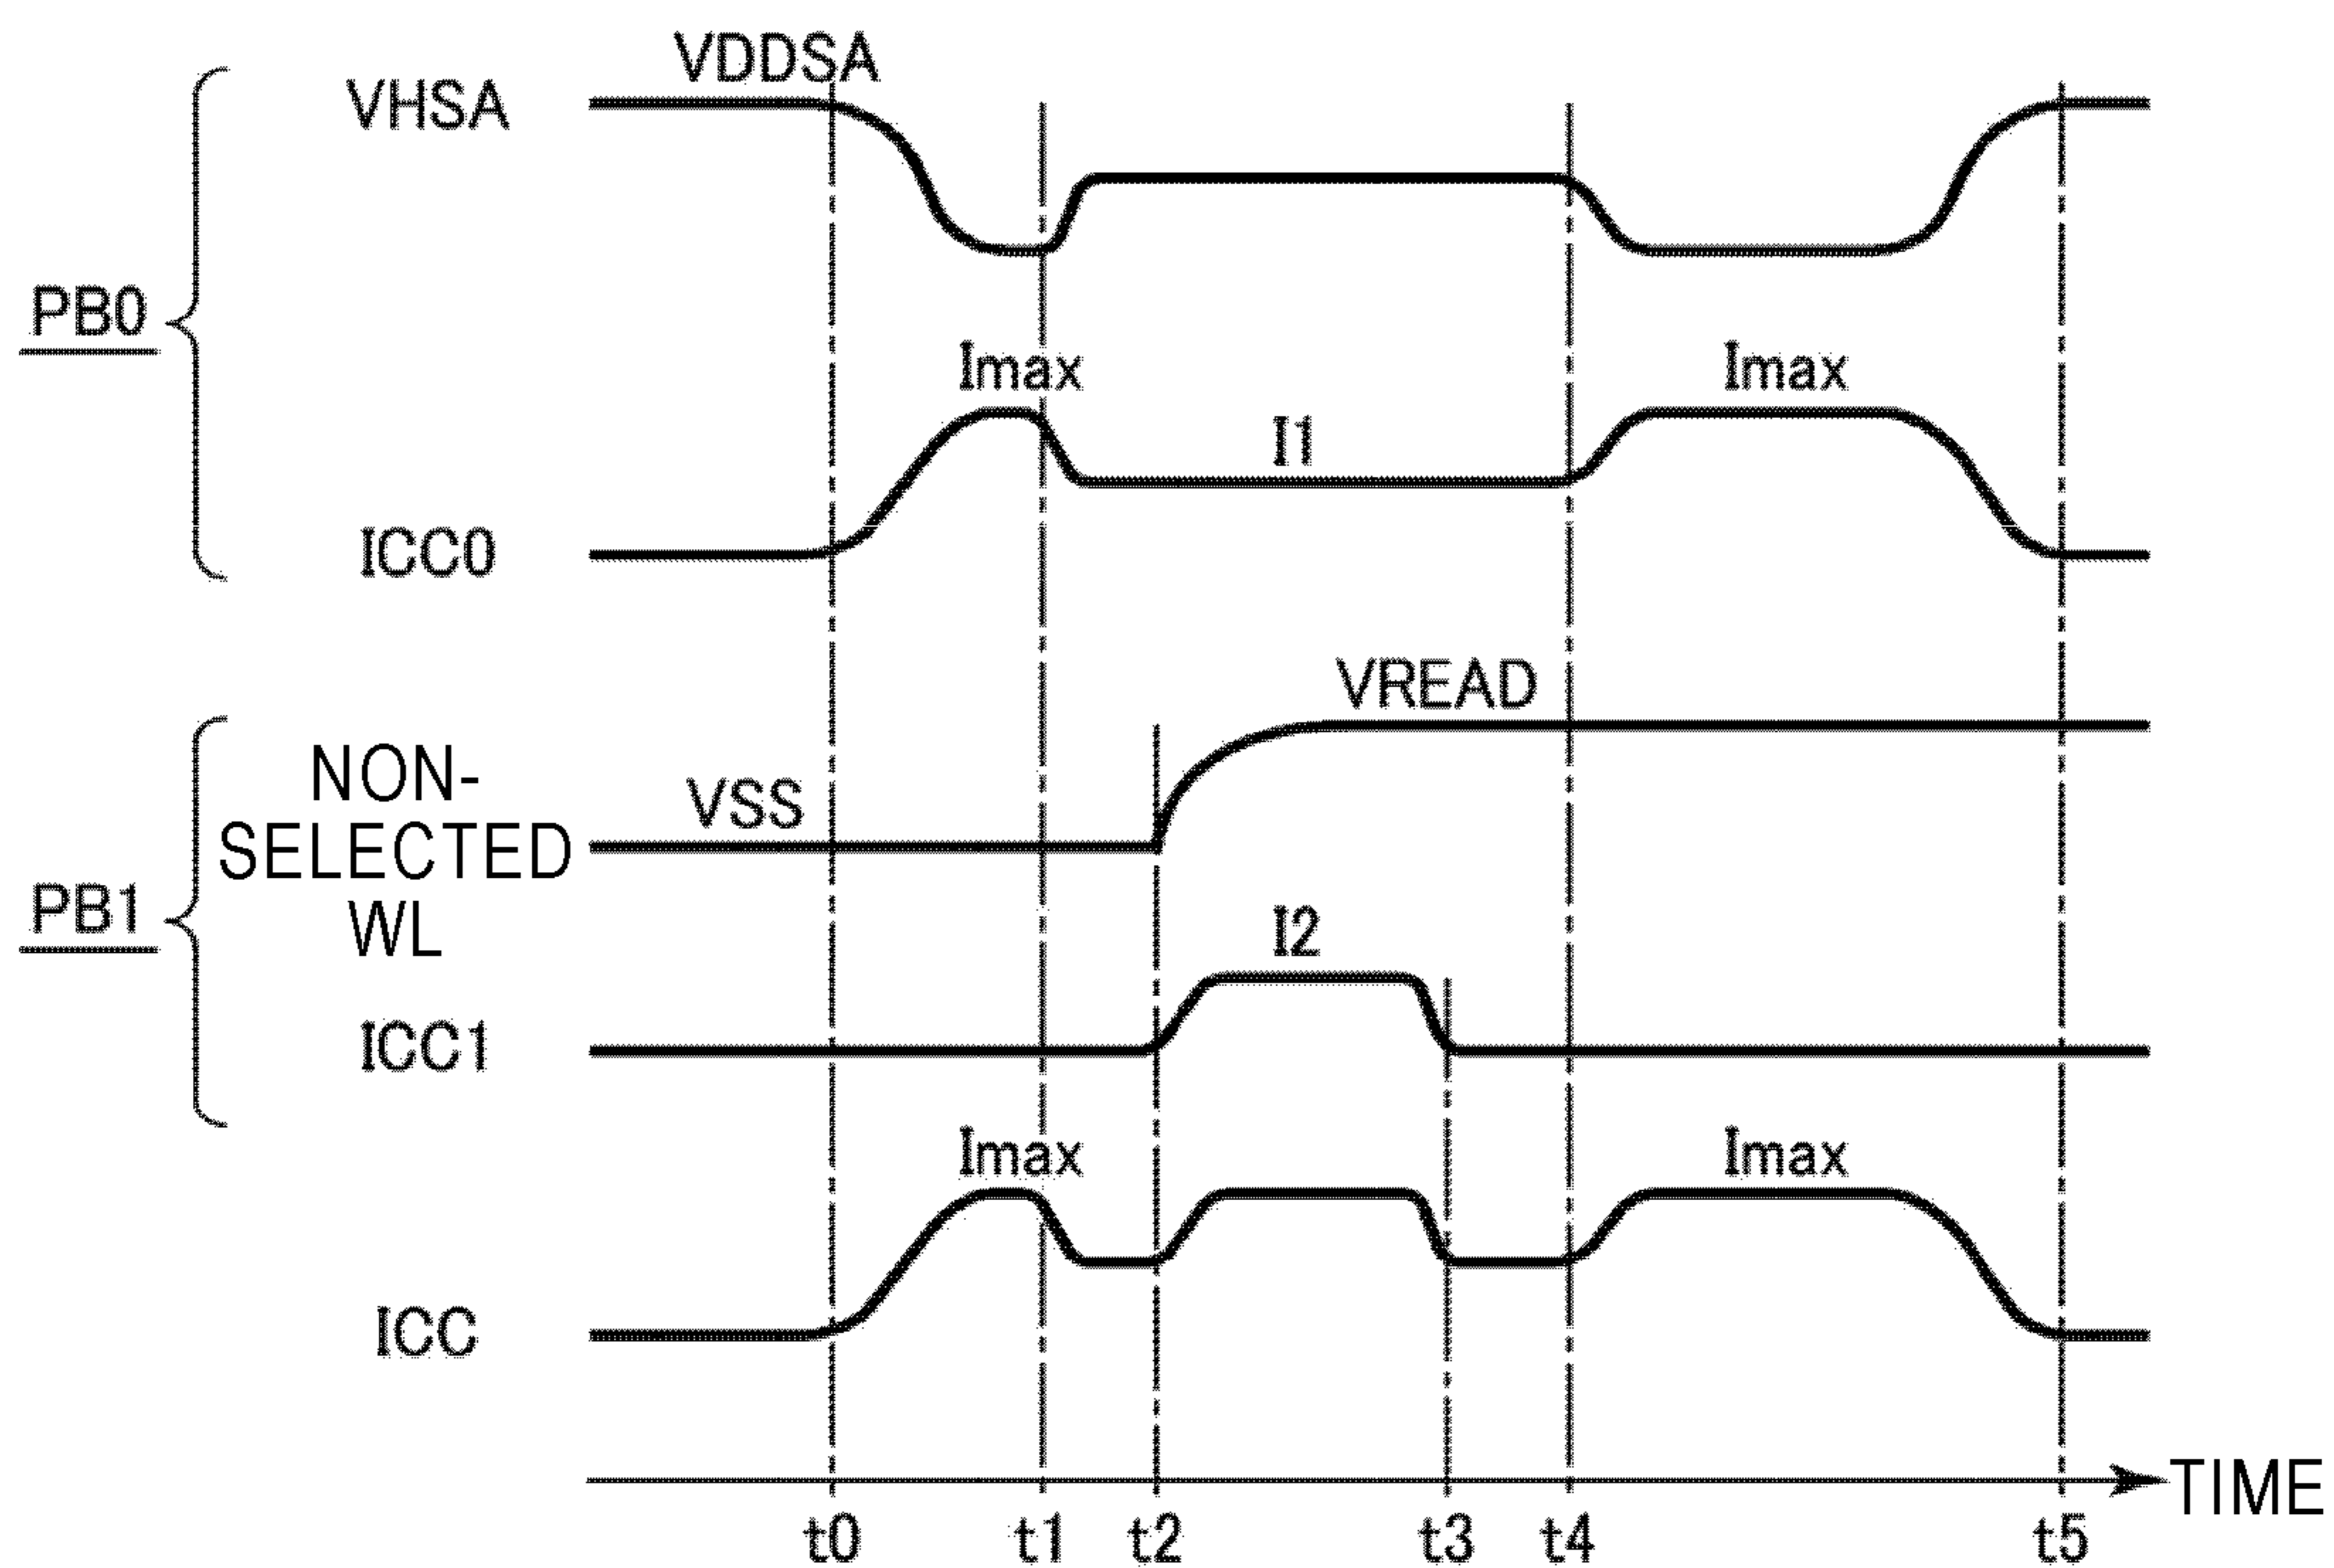 VDDSA
VHSA
PB0
Imax
Imax
I1
ICC0
VREAD
NON-
SELECTED
WL
VSS
PB1
I2
ICC1
Imax
Imax
ICC
TIME
t0 t1 t2 t3 t4 t5